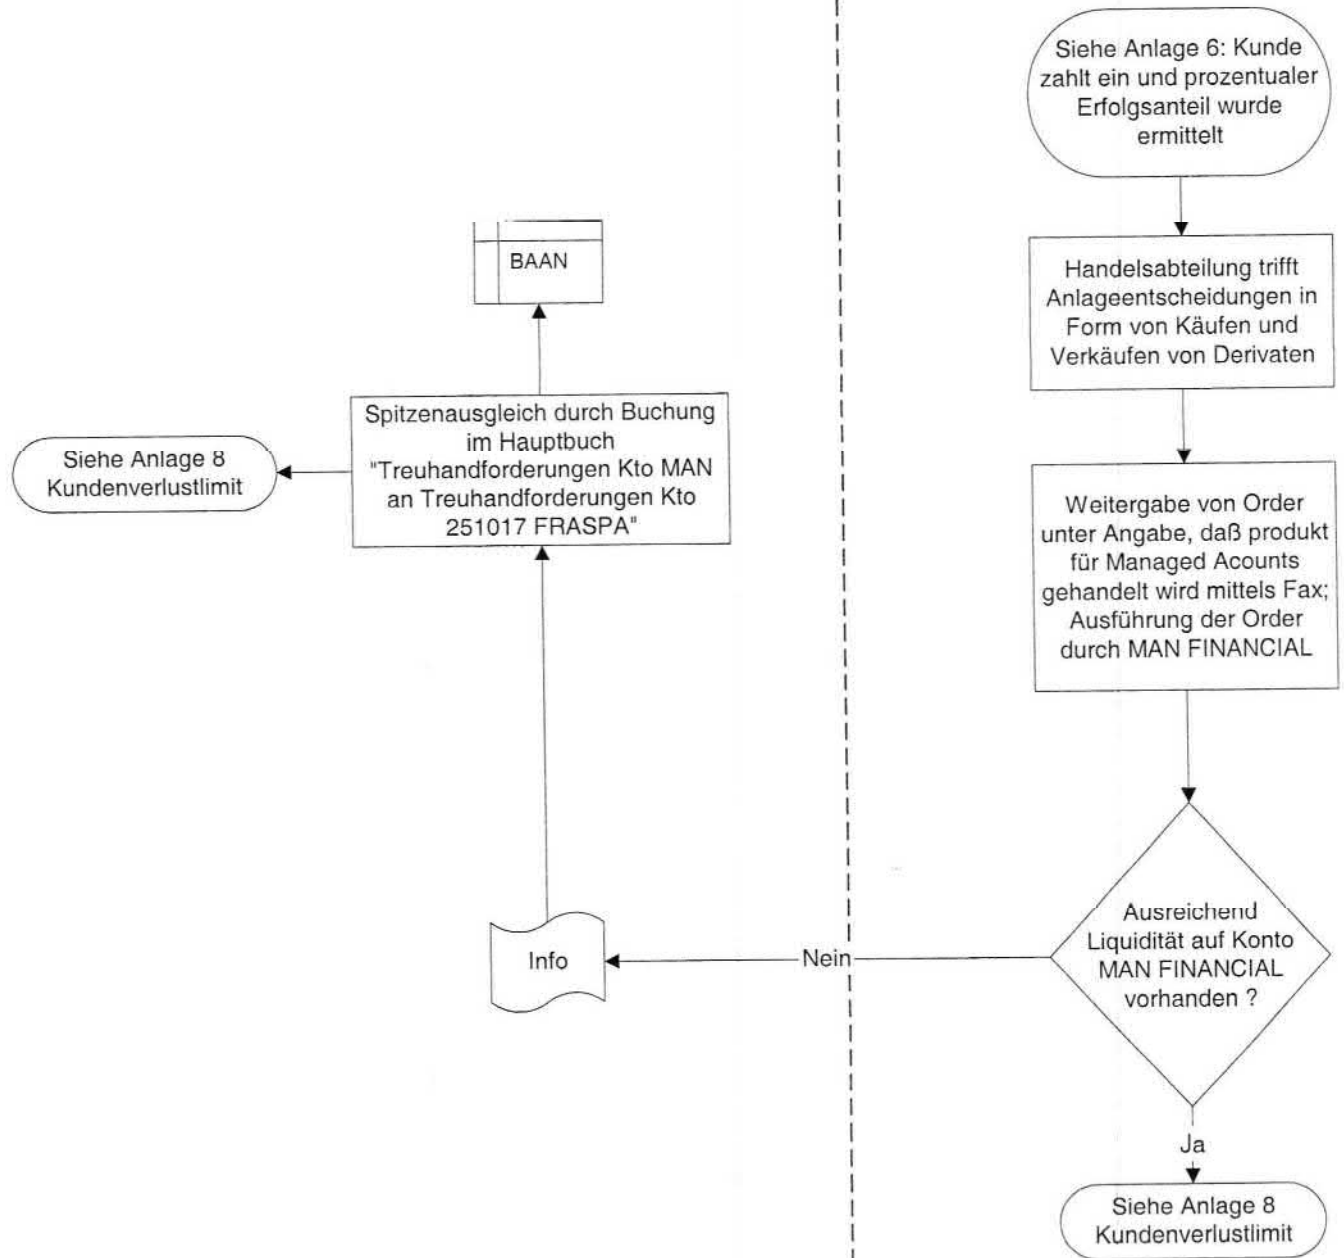 Siehe Anlage 6: Kunde
zahlt ein und prozentualer
Erfolgsanteil wurde
ermittelt
Handelsabteilung trifft
Anlageentscheidungen in
Form von Käufen und
Verkäufen von Derivaten
Weitergabe von Order
unter Angabe, daß produkt
für Managed Acounts
gehandelt wird mittels Fax;
Ausführung der Order
durch MAN FINANCIAL
Ausreichend
Liquidität auf Konto
MAN FINANCIAL
vorhanden ?
Ja
Siehe Anlage 8
Kundenverlustlimit
Nein
Info
Spitzenausgleich durch Buchung
im Hauptbuch
"Treuhandforderungen Kto MAN
an Treuhandforderungen Kto
251017 FRASPA"
BAAN
Siehe Anlage 8
Kundenverlustlimit